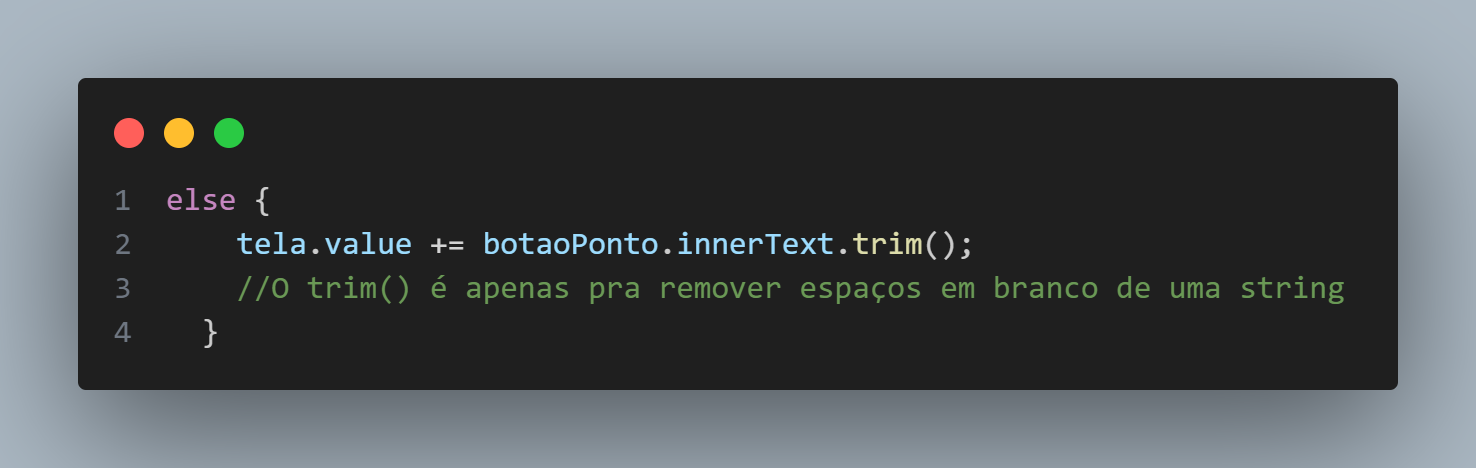 1 else {
2 tela.value += botaoPonto.innerText.trim();
3 //O trim() é apenas pra remover espaços em branco de uma string
4 }